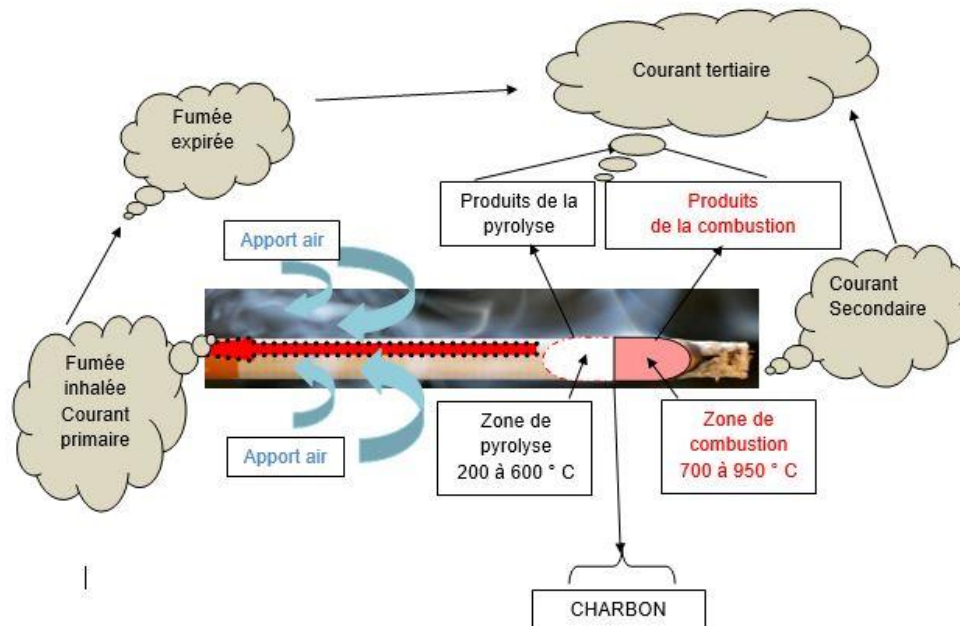 Courant tertiaire
Fumée
expirée
Produits de la
pyrolyse
Produits
de la combustion
Apport air
Courant
Secondaire
Fumée
inhalée
Courant
primaire
Zone de
pyrolyse
200 à 600 ° C
Zone de
combustion
700 à 950 ° C
Apport air
CHARBON